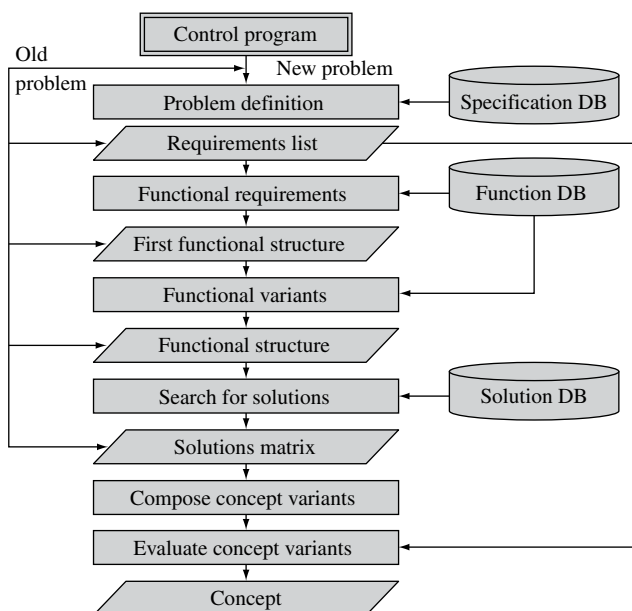 Control program
Old
problem
New problem
Problem definition
Specification DB
Requirements list
Functional requirements
Function DB
First functional structure
Functional variants
Functional structure
Search for solutions
Solution DB
Solutions matrix
Compose concept variants
Evaluate concept variants
Concept